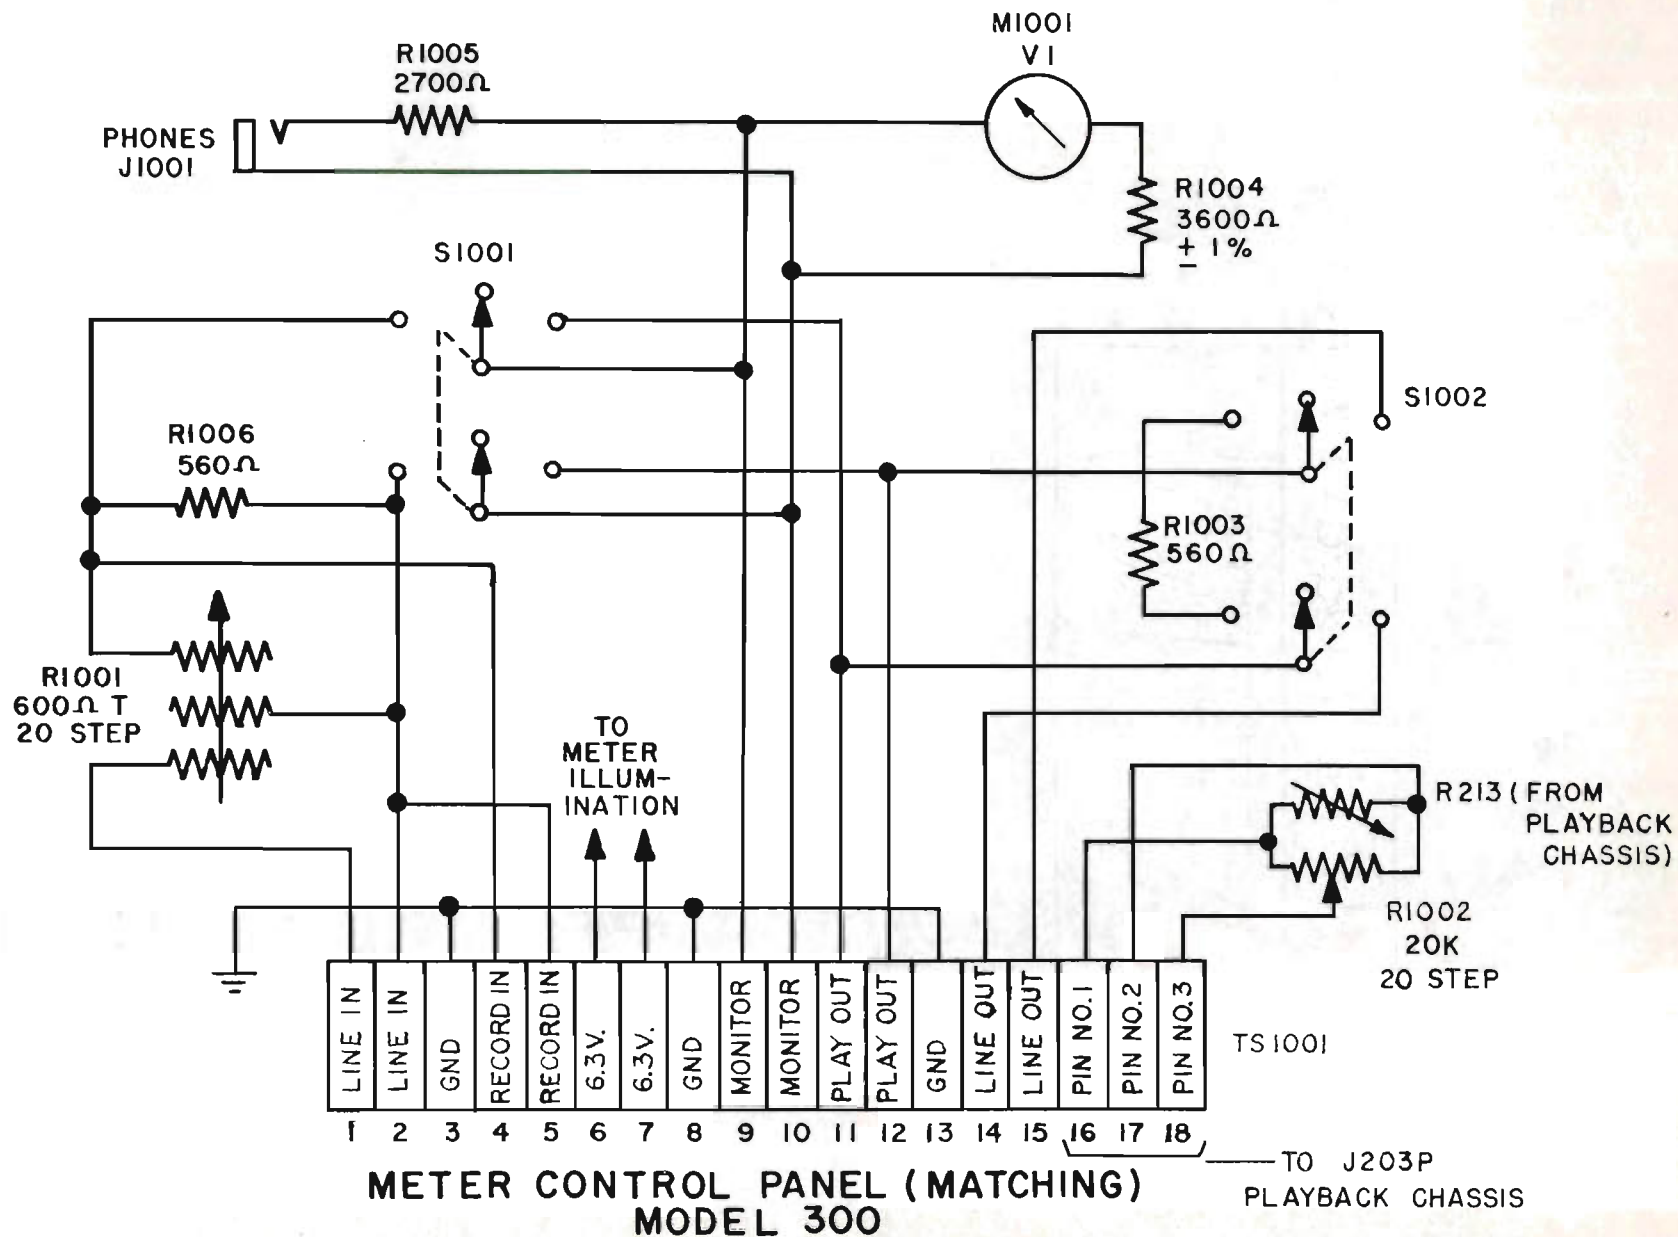 M1001
V I
R1005
2700Ω
PHONES
J1001
R1004
3600Ω
± 1%
S1001
S1002
R1006
560Ω
R1003
560Ω
R1001
600Ω T
20 STEP
TO
METER
ILLUM-
INATION
R213 (FROM
PLAYBACK
CHASSIS)
R1002
20K
20 STEP
LINE IN
LINE IN
GND
RECORD IN
RECORD IN
6.3V.
6.3V.
GND
MONITOR
MONITOR
PLAY OUT
PLAY OUT
GND
LINE OUT
LINE OUT
PIN NO.1
PIN NO.2
PIN NO.3
TS1001
1 2 3 4 5 6 7 8 9 10 11 12 13 14 15 16 17 18
TO J203P
PLAYBACK CHASSIS
METER CONTROL PANEL (MATCHING)
MODEL 300